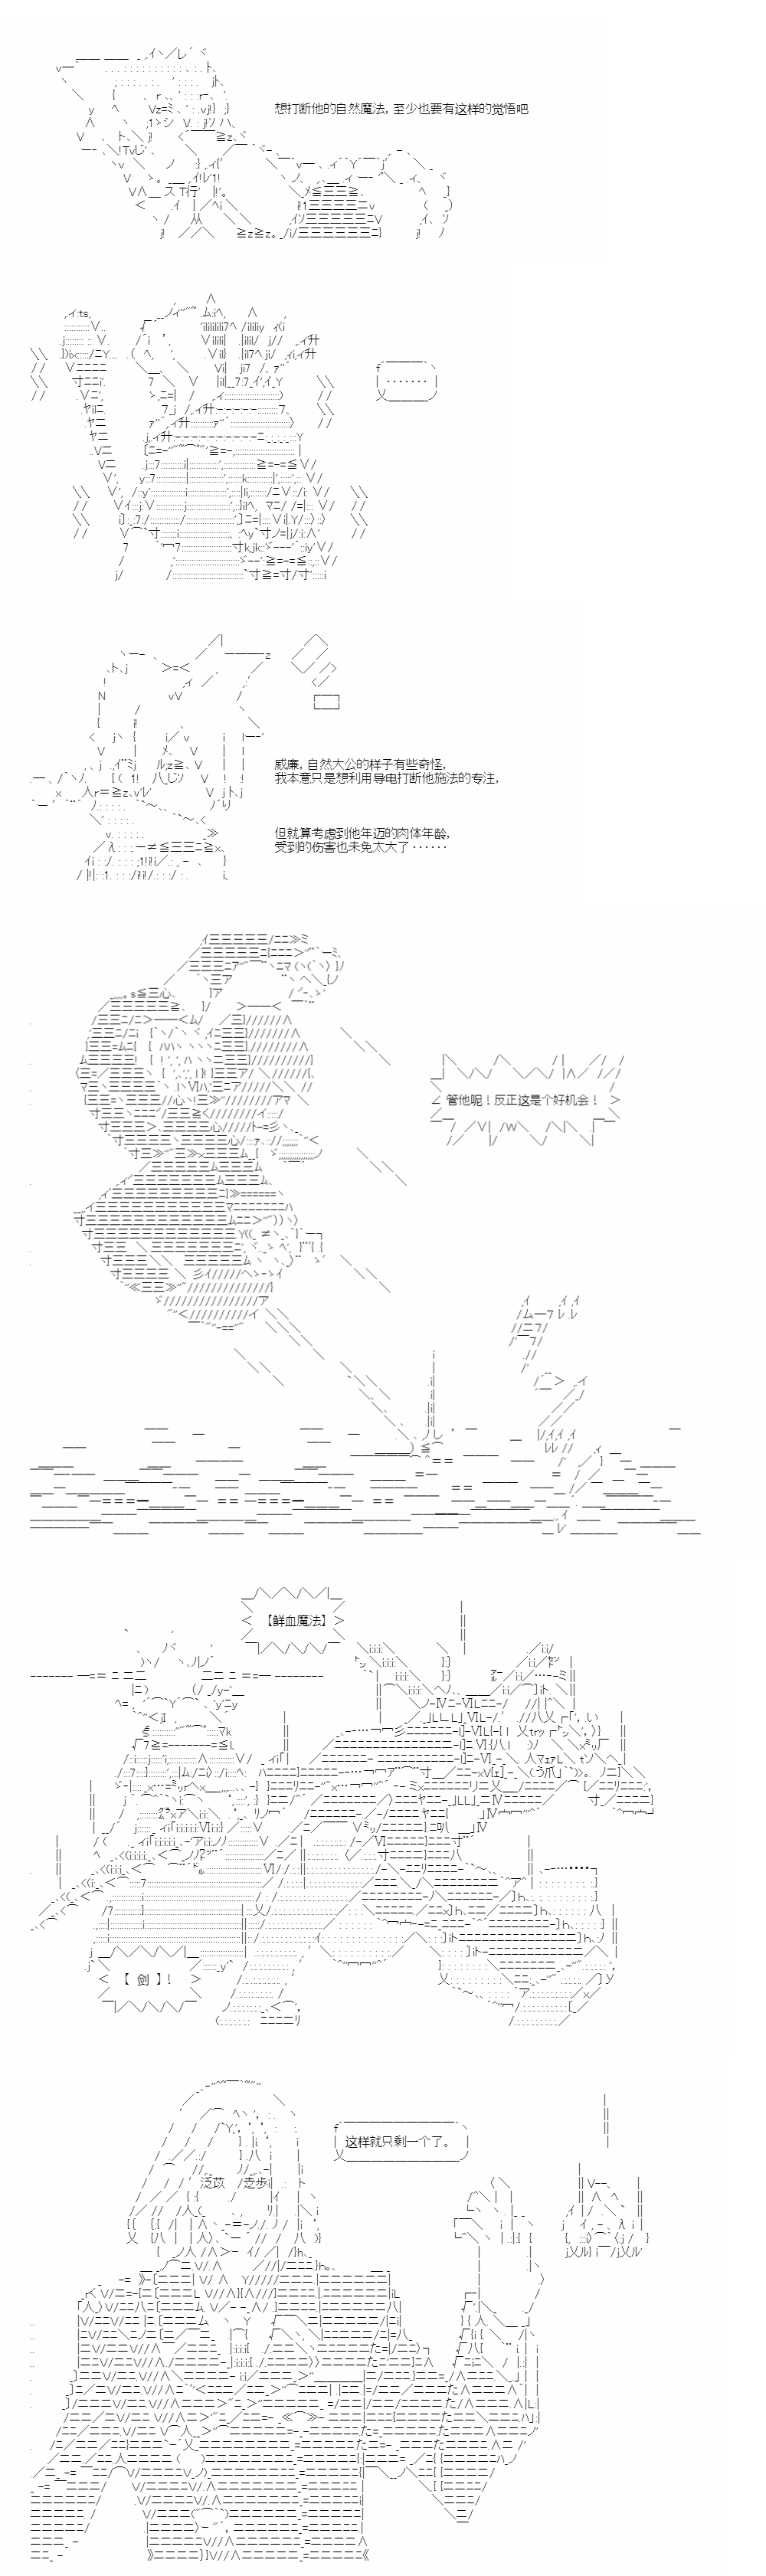 想打断他的自然魔法，至少也要有这样的觉悟吧
・・・・・・・
威廉，自然大公的样子有些奇怪，
我本意只是想利用导电打断他施法的专注，
但就算考虑到他年迈的肉体年龄，
受到的伤害也未免太大了・・・・・・
管他呢！反正这是个好机会！
【鲜血魔法】
【剑】！
这样就只剩一个了。